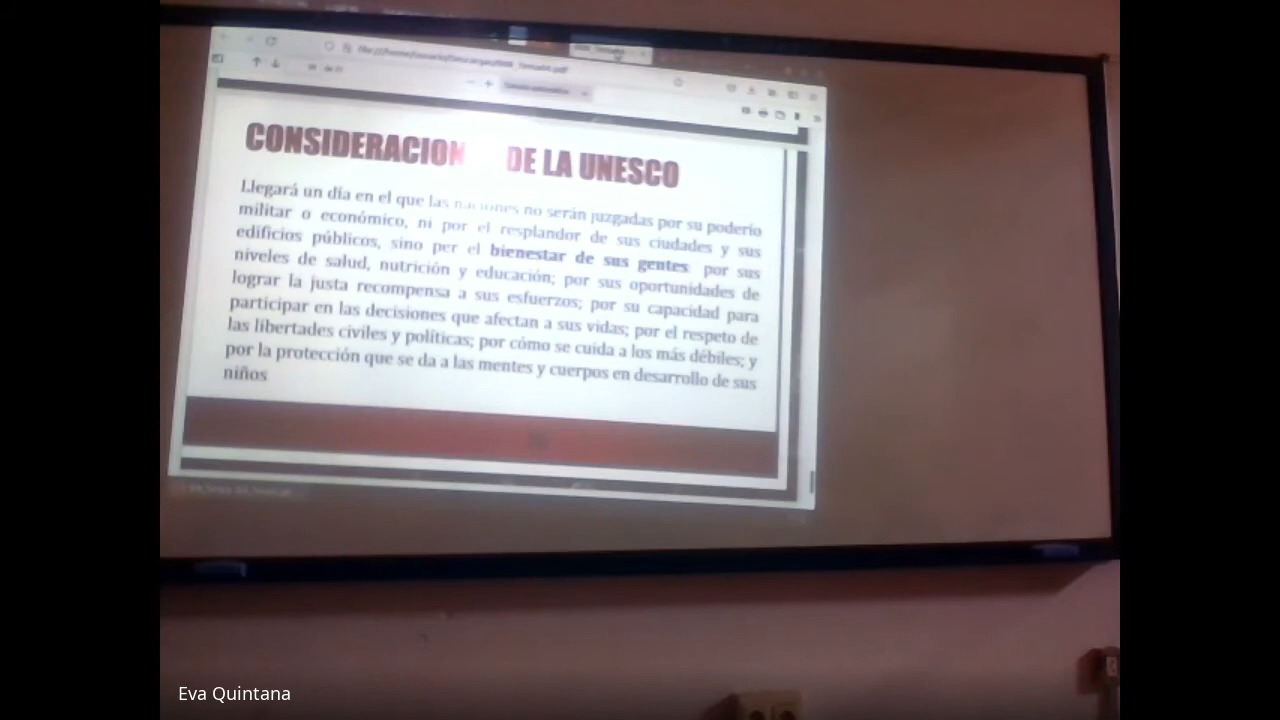 CONSIDERACION DE LA UNESCO
Llegará un día en el que las naciones no serán juzgadas por su poderío
militar o económico, ni por el resplandor de sus ciudades y sus
edificios públicos, sino per el bienestar de sus gentes por sus
niveles de salud, nutrición y educación; por sus oportunidades de
lograr la justa recompensa a sus esfuerzos; por su capacidad para
participar en las decisiones que afectan a sus vidas; por el respeto de
las libertades civiles y políticas; por cómo se cuida a los más débiles; y
por la protección que se da a las mentes y cuerpos en desarrollo de sus
niños
Eva Quintana